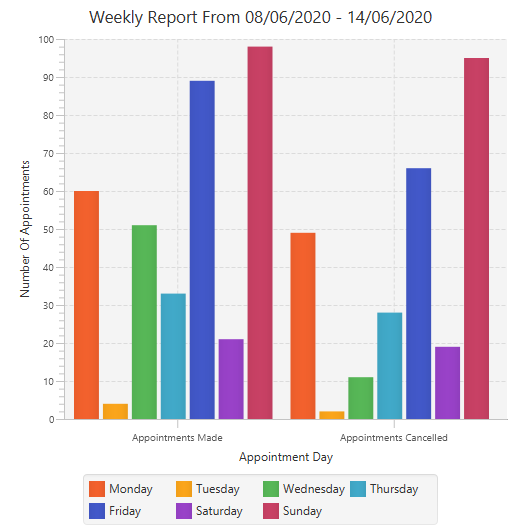 Weekly Report From 08/06/2020 - 14/06/2020
100
90
80
70
60
50
40
30
20
10
0
Number Of Appointments
Appointments Made Appointments Cancelled
Appointment Day
Monday Tuesday Wednesday Thursday
Friday Saturday Sunday